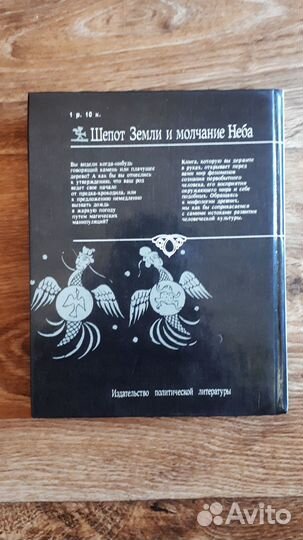 1 р. 10 к.
Шепот Земли и молчание Неба
Вы видели когда-нибудь
говорящий камень или плачущее
дерево? А как бы вы отнеслись
к утверждению, что ваш род
ведет свое начало
от предка-крокодила, или
к предложению немедленно
вызвать дождь
в жаркую погоду
путем магических
манипуляций?
Книга, которую вы держите
в руках, открывает перед
вами мир феноменов
сознания первобытного
человека, его восприятия
окружающего мира и себе
подобных. Обращаясь
к мифологии древних,
мы как бы соприкасаемся
с самыми истоками развития
человеческой культуры.
Издательство политической литературы
Avito